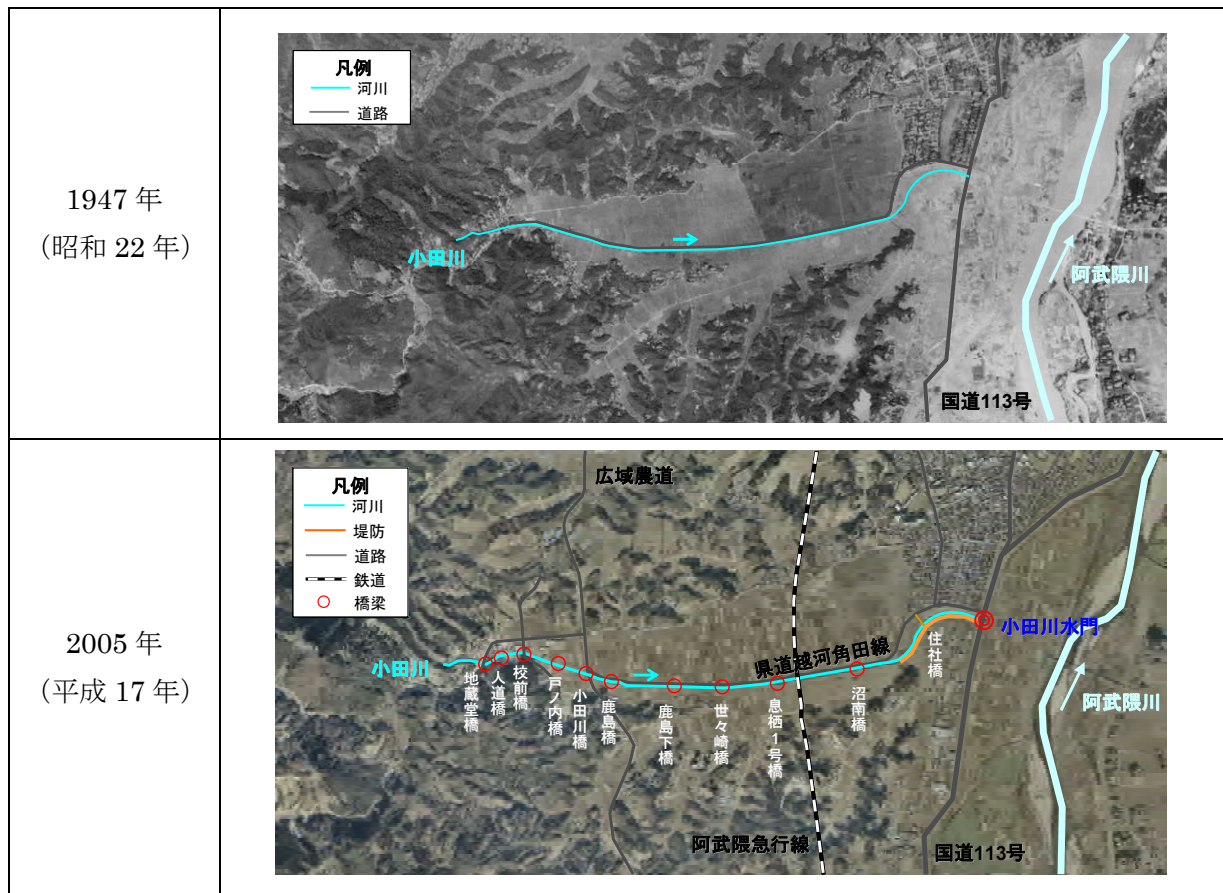 1947 年
(昭和 22 年)
凡例
河川
道路
小田川
阿武隈川
国道113号
2005 年
(平成 17 年)
凡例
河川
堤防
道路
鉄道
橋梁
広域農道
小田川
地蔵堂橋
人道橋
校前橋
戸ノ内橋
小田川橋
鹿島橋
鹿島下橋
世々崎橋
息栖1号橋
沼南橋
住社橋
県道越河角田線
小田川水門
阿武隈川
阿武隈急行線
国道113号